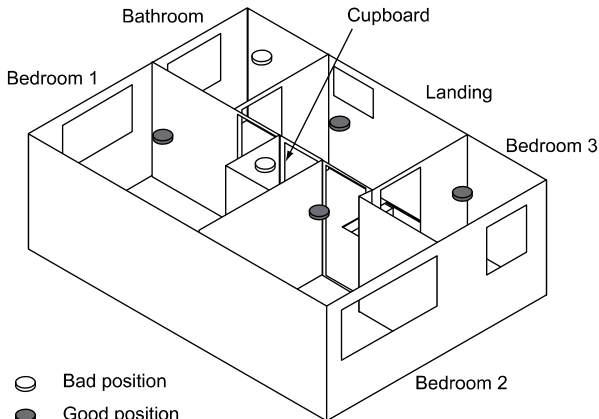 Bathroom
Cupboard
Bedroom 1
Landing
Bedroom 3
Bedroom 2
Bad position
Good position